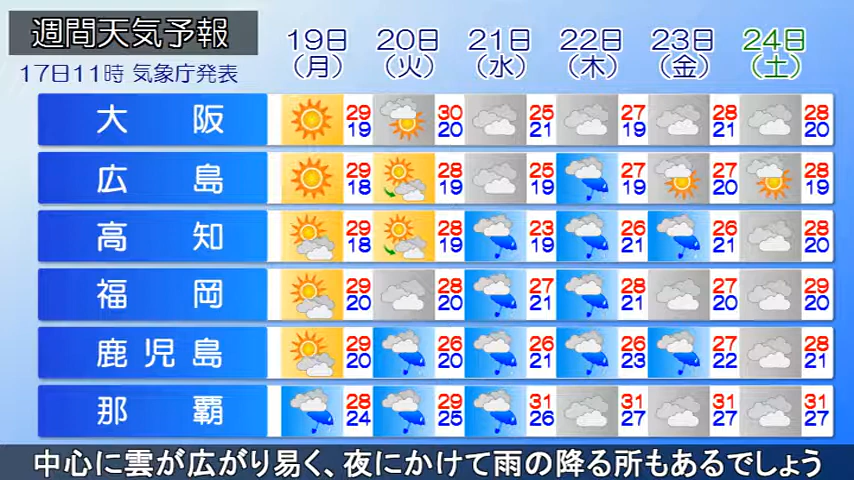 週間天気予報
17日11時 気象庁発表
19日 20日 21日 22日 23日 24日
(月) (火) (水) (木) (金) (土)
大阪 29 19 30 20 25 21 27 19 28 21 28 20
広島 29 18 28 19 25 19 27 19 27 20 28 19
高知 29 18 28 19 23 19 26 21 26 21 28 20
福岡 29 20 28 20 27 21 28 21 27 20 29 20
鹿児島 29 20 26 20 26 21 26 23 27 22 28 21
那覇 28 24 29 25 31 26 31 27 31 27 31 27
中心に雲が広がり易く、夜にかけて雨の降る所もあるでしょう